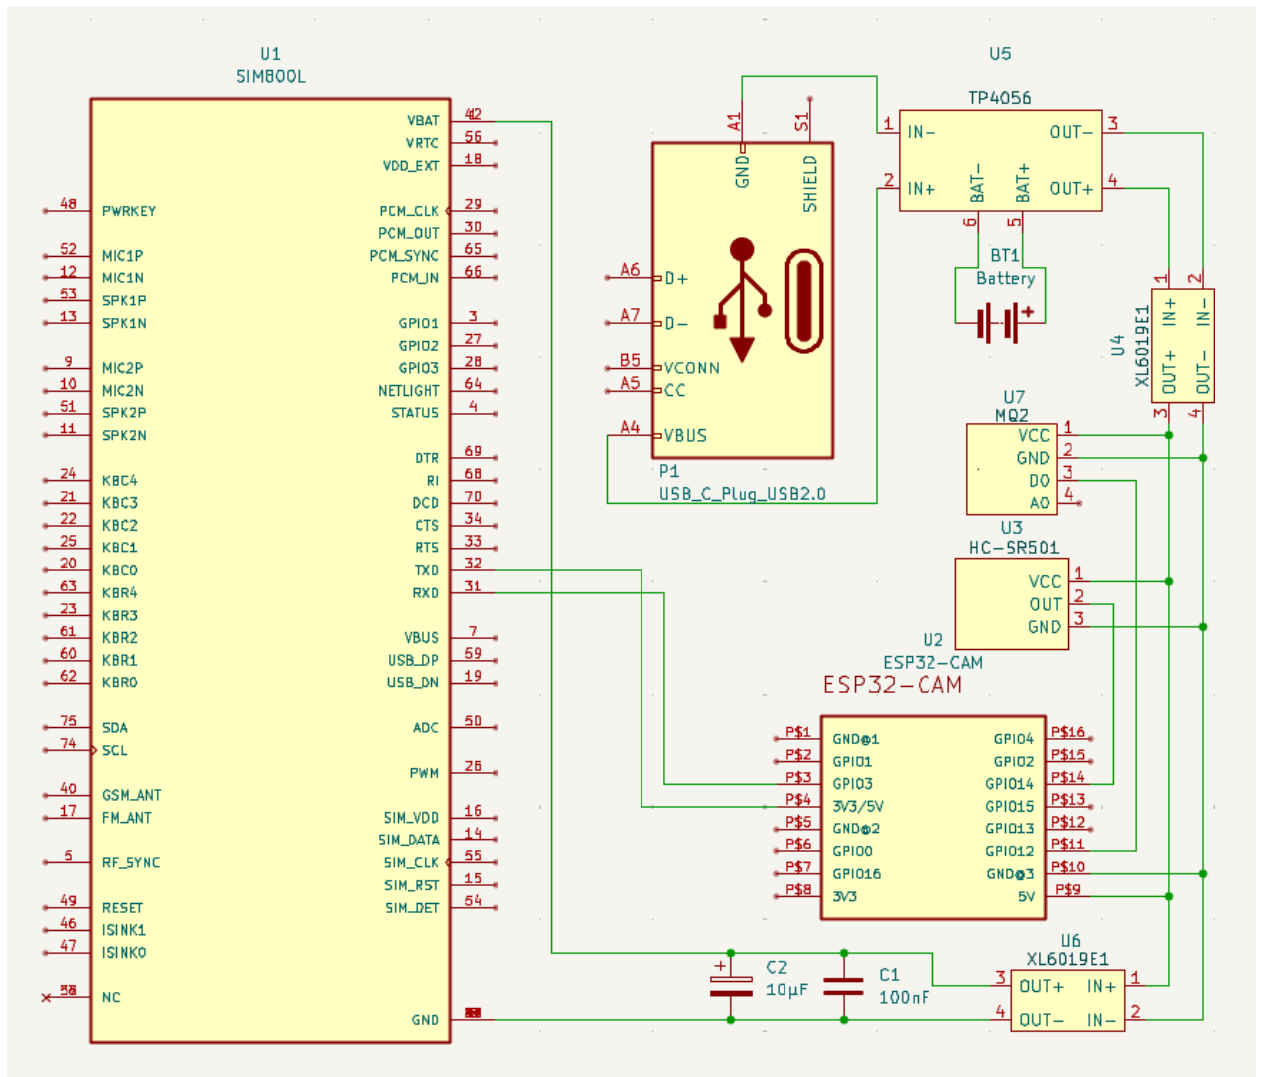 U1
SIM800L
VBAT 42
VRTC 56
VDD_EXT 18
48 PWRKEY
PCM_CLK 29
PCM_OUT 30
52 MIC1P
PCM_SYNC 65
12 MIC1N
PCM_IN 66
53 SPK1P
13 SPK1N
GPIO1 3
GPIO2 27
9 MIC2P
GPIO3 28
10 MIC2N
NETLIGHT 64
51 SPK2P
STATUS 4
11 SPK2N
DTR 69
24 KBC4
RI 68
21 KBC3
DCD 70
22 KBC2
CTS 34
25 KBC1
RTS 33
20 KBC0
TXD 32
63 KBR4
RXD 31
23 KBR3
61 KBR2
VBUS 7
60 KBR1
USB_DP 59
62 KBR0
USB_DN 19
75 SDA
ADC 50
74 SCL
PWM 26
40 GSM_ANT
17 FM_ANT
SIM_VDD 16
SIM_DATA 14
5 RF_SYNC
SIM_CLK 55
SIM_RST 15
49 RESET
SIM_DET 54
46 ISINK1
47 ISINK0
NC
GND
A1
GND
S1
SHIELD
A6 D+
A7 D-
B5 VCONN
A5 CC
A4 VBUS
P1
USB_C_Plug_USB2.0
U5
TP4056
1 IN-
OUT- 3
2 IN+
OUT+ 4
BAT- 6
BAT+ 5
BT1
Battery
+
U4
XL6019E1
1 IN+
2 IN-
OUT+ 3
OUT- 4
U7
MQ2
VCC 1
GND 2
DO 3
AO 4
U3
HC-SR501
VCC 1
OUT 2
GND 3
U2
ESP32-CAM
ESP32-CAM
P$1 GND@1
GPIO4 P$16
P$2 GPIO1
GPIO2 P$15
P$3 GPIO3
GPIO14 P$14
P$4 3V3/5V
GPIO15 P$13
P$5 GND@2
GPIO13 P$12
P$6 GPIO0
GPIO12 P$11
P$7 GPIO16
GND@3 P$10
P$8 3V3
5V P$9
U6
XL6019E1
3 OUT+
IN+ 1
4 OUT-
IN- 2
+
C2
10µF
C1
100nF